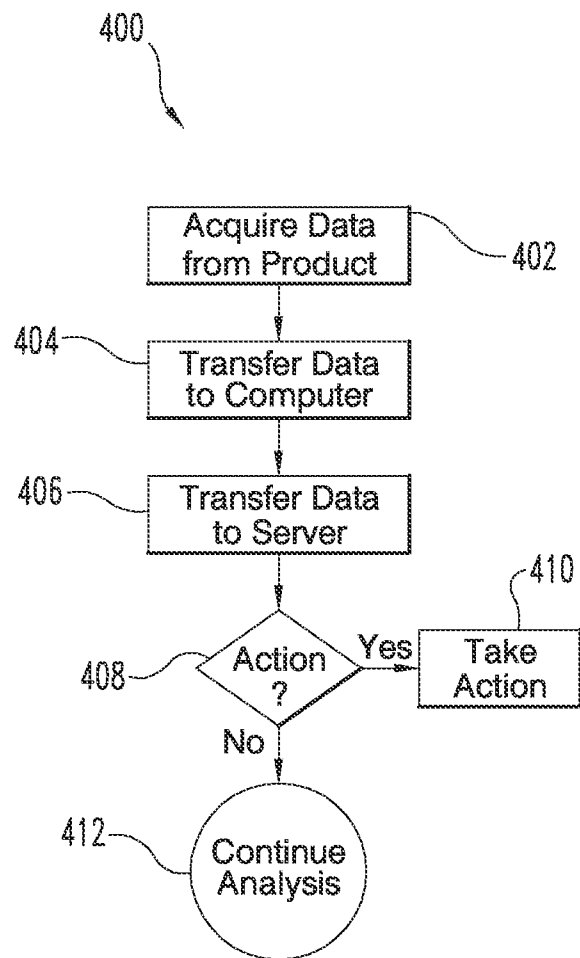 400
Acquire Data
from Product
402
404
Transfer Data
to Computer
406
Transfer Data
to Server
410
408
Action
?
Yes
Take
Action
No
412
Continue
Analysis